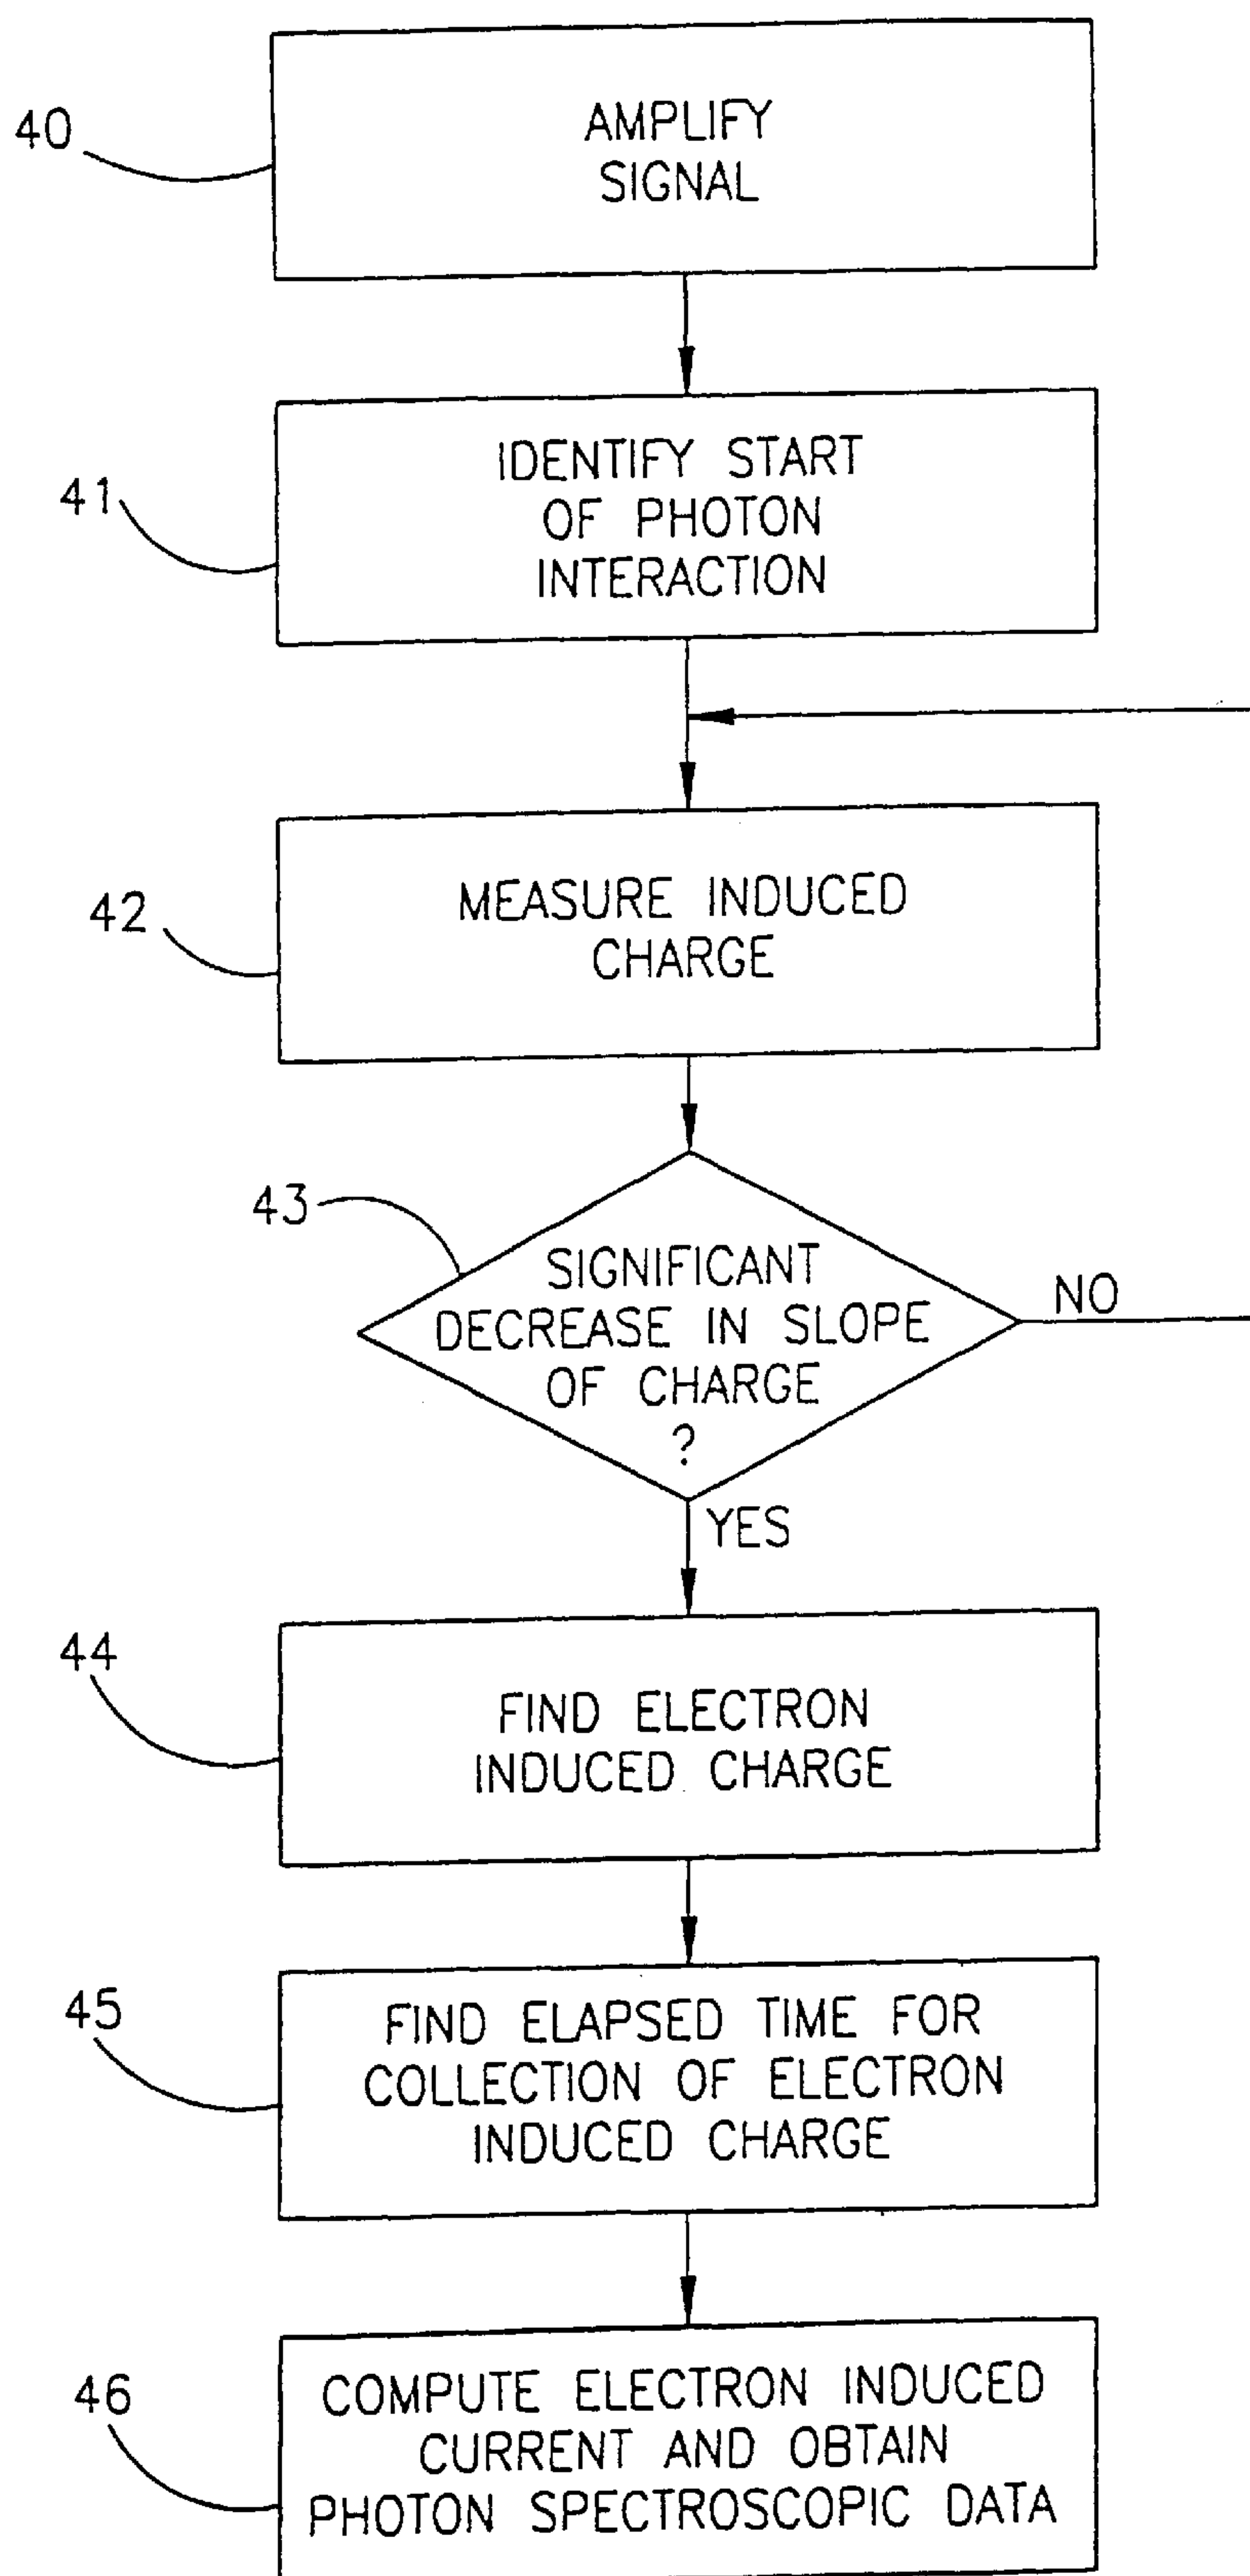 40
AMPLIFY
SIGNAL
41
IDENTIFY START
OF PHOTON
INTERACTION
42
MEASURE INDUCED
CHARGE
43
SIGNIFICANT
DECREASE IN SLOPE
OF CHARGE
?
NO
YES
44
FIND ELECTRON
INDUCED CHARGE
45
FIND ELAPSED TIME FOR
COLLECTION OF ELECTRON
INDUCED CHARGE
46
COMPUTE ELECTRON INDUCED
CURRENT AND OBTAIN
PHOTON SPECTROSCOPIC DATA